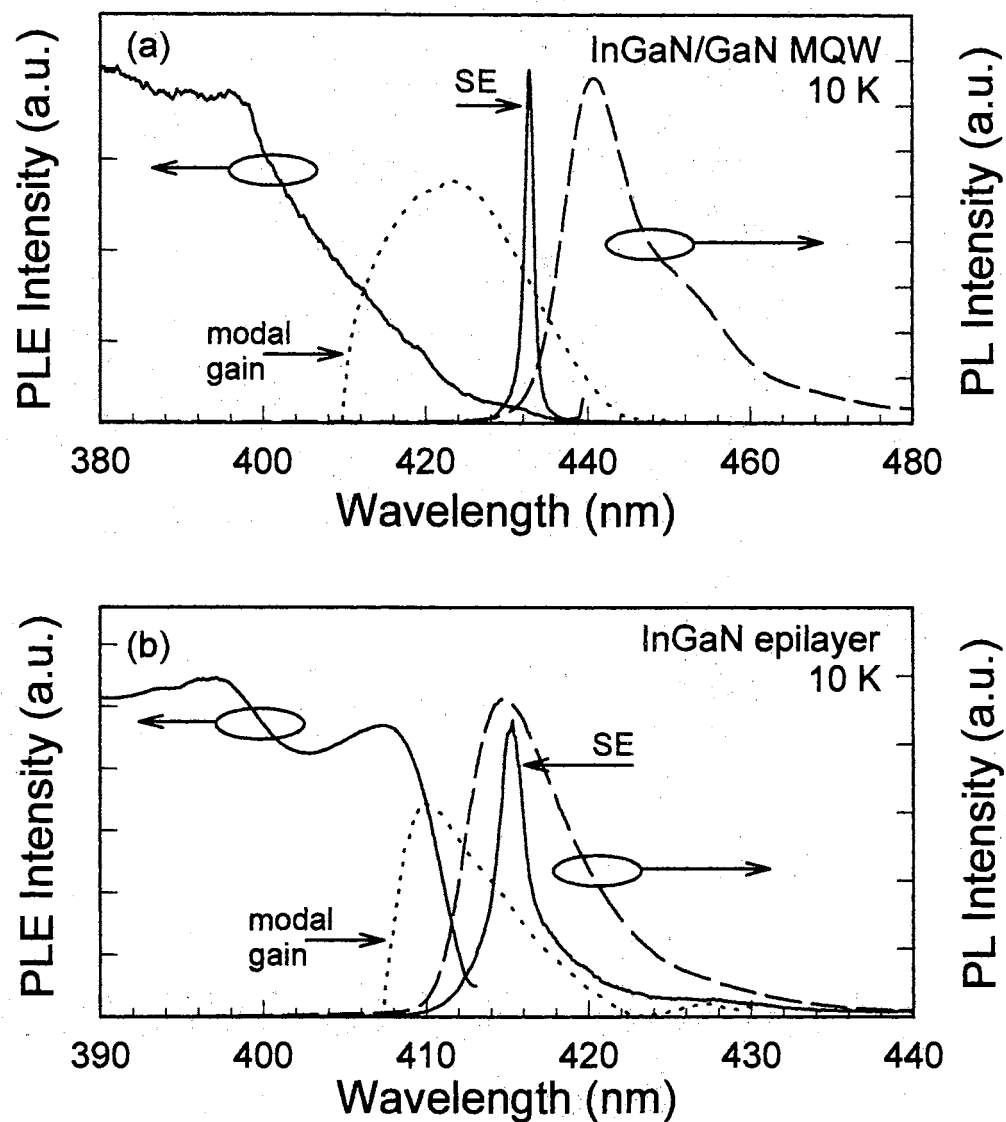 (a)
InGaN/GaN MQW
10 K
SE
modal
gain
PLE Intensity (a.u.)
PL Intensity (a.u.)
380
400
420
440
460
480
Wavelength (nm)
(b)
InGaN epilayer
10 K
SE
modal
gain
PLE Intensity (a.u.)
PL Intensity (a.u.)
390
400
410
420
430
440
Wavelength (nm)